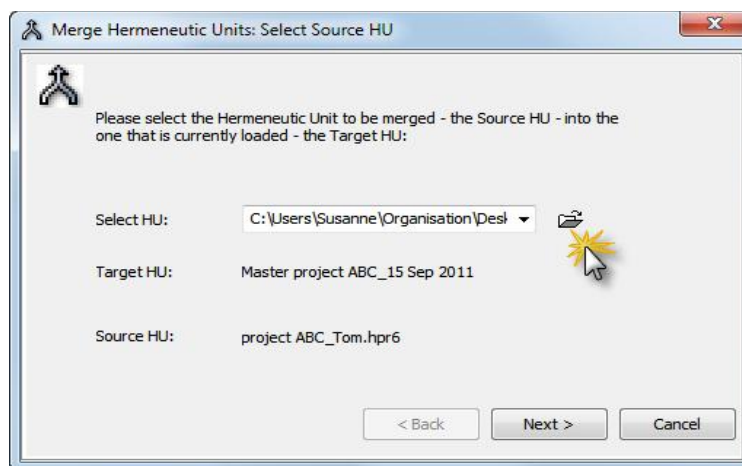 Merge Hermeneutic Units: Select Source HU
Please select the Hermeneutic Unit to be merged - the Source HU - into the
one that is currently loaded - the Target HU:
Select HU: C:\Users\Susanne\Organisation\Desk
Target HU: Master project ABC_15 Sep 2011
Source HU: project ABC_Tom.hpr6
< Back Next > Cancel